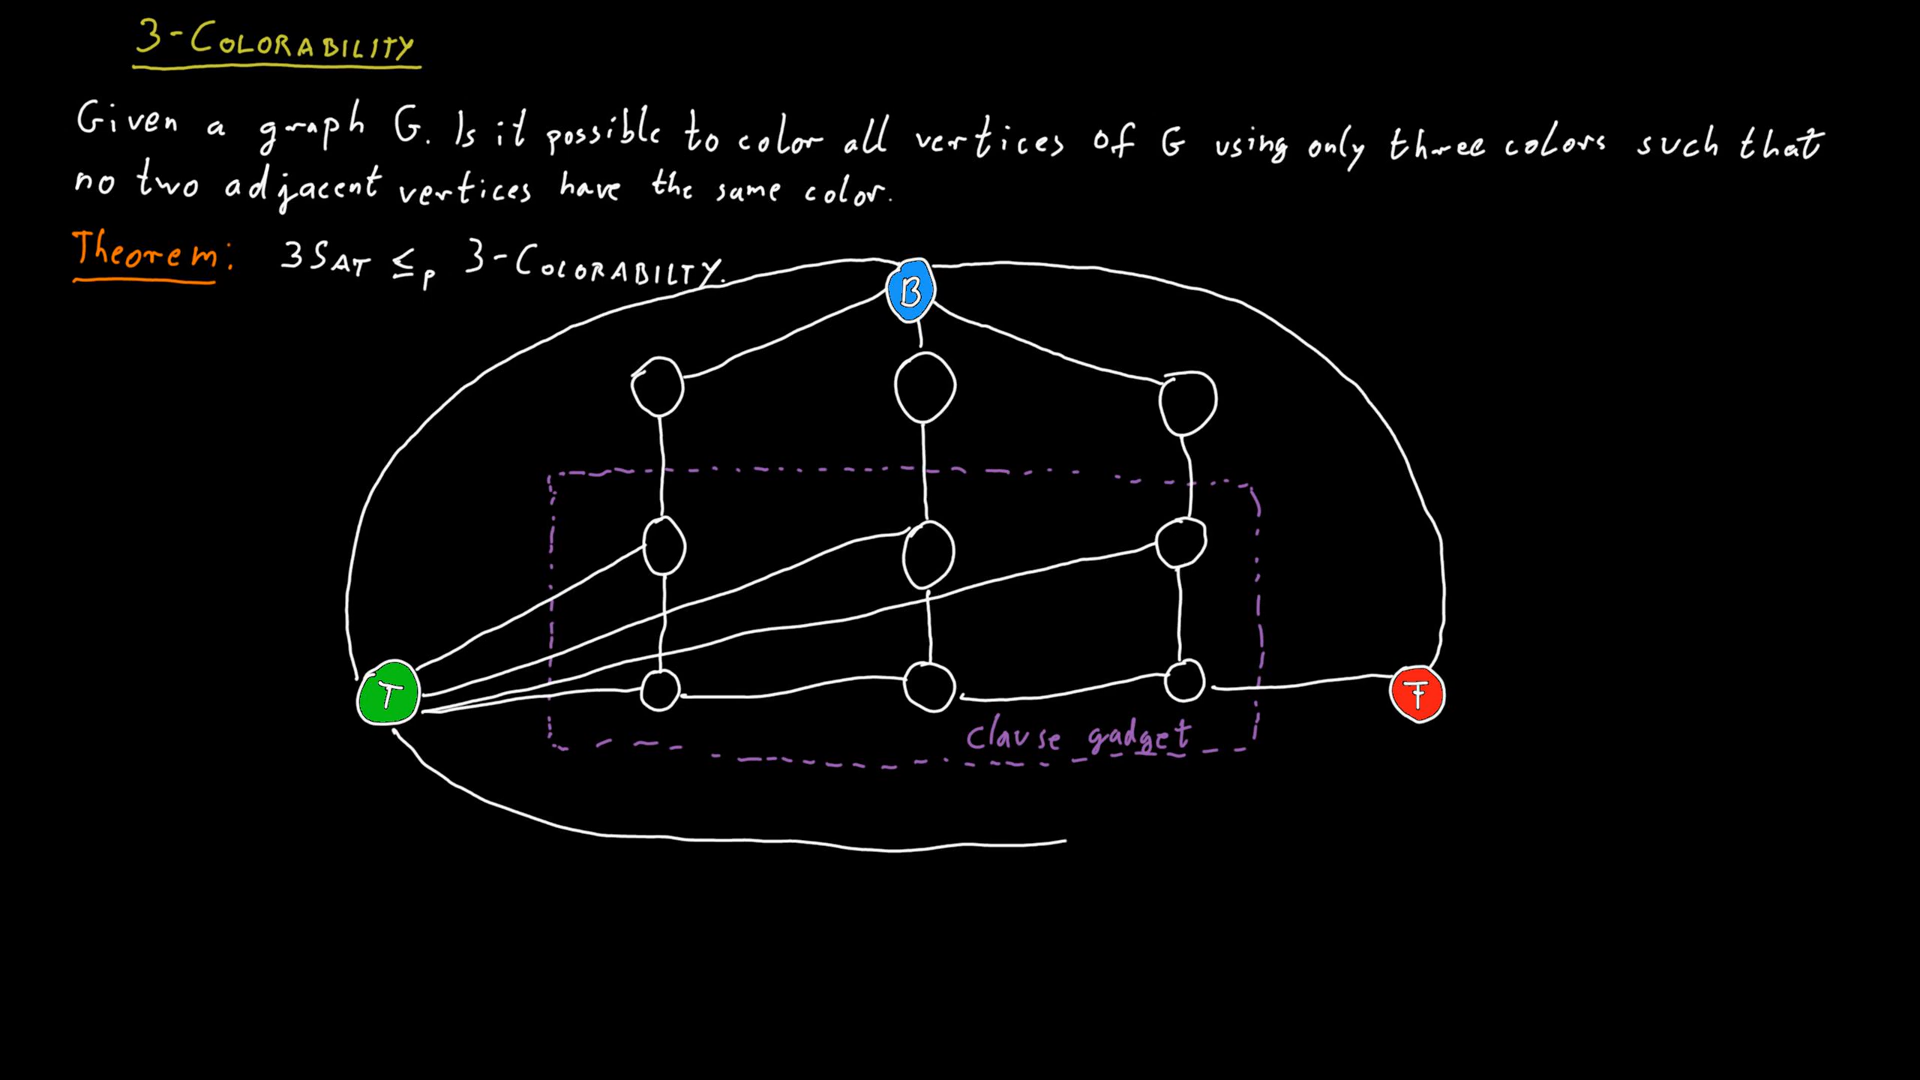 3-COLORABILITY
Given a graph G. Is it possible to color all vertices of G using only three colors such that
no two adjacent vertices have the same color.
Theorem: 3SAT ≤p 3-COLORABILTY.
B
T
F
Clause gadget